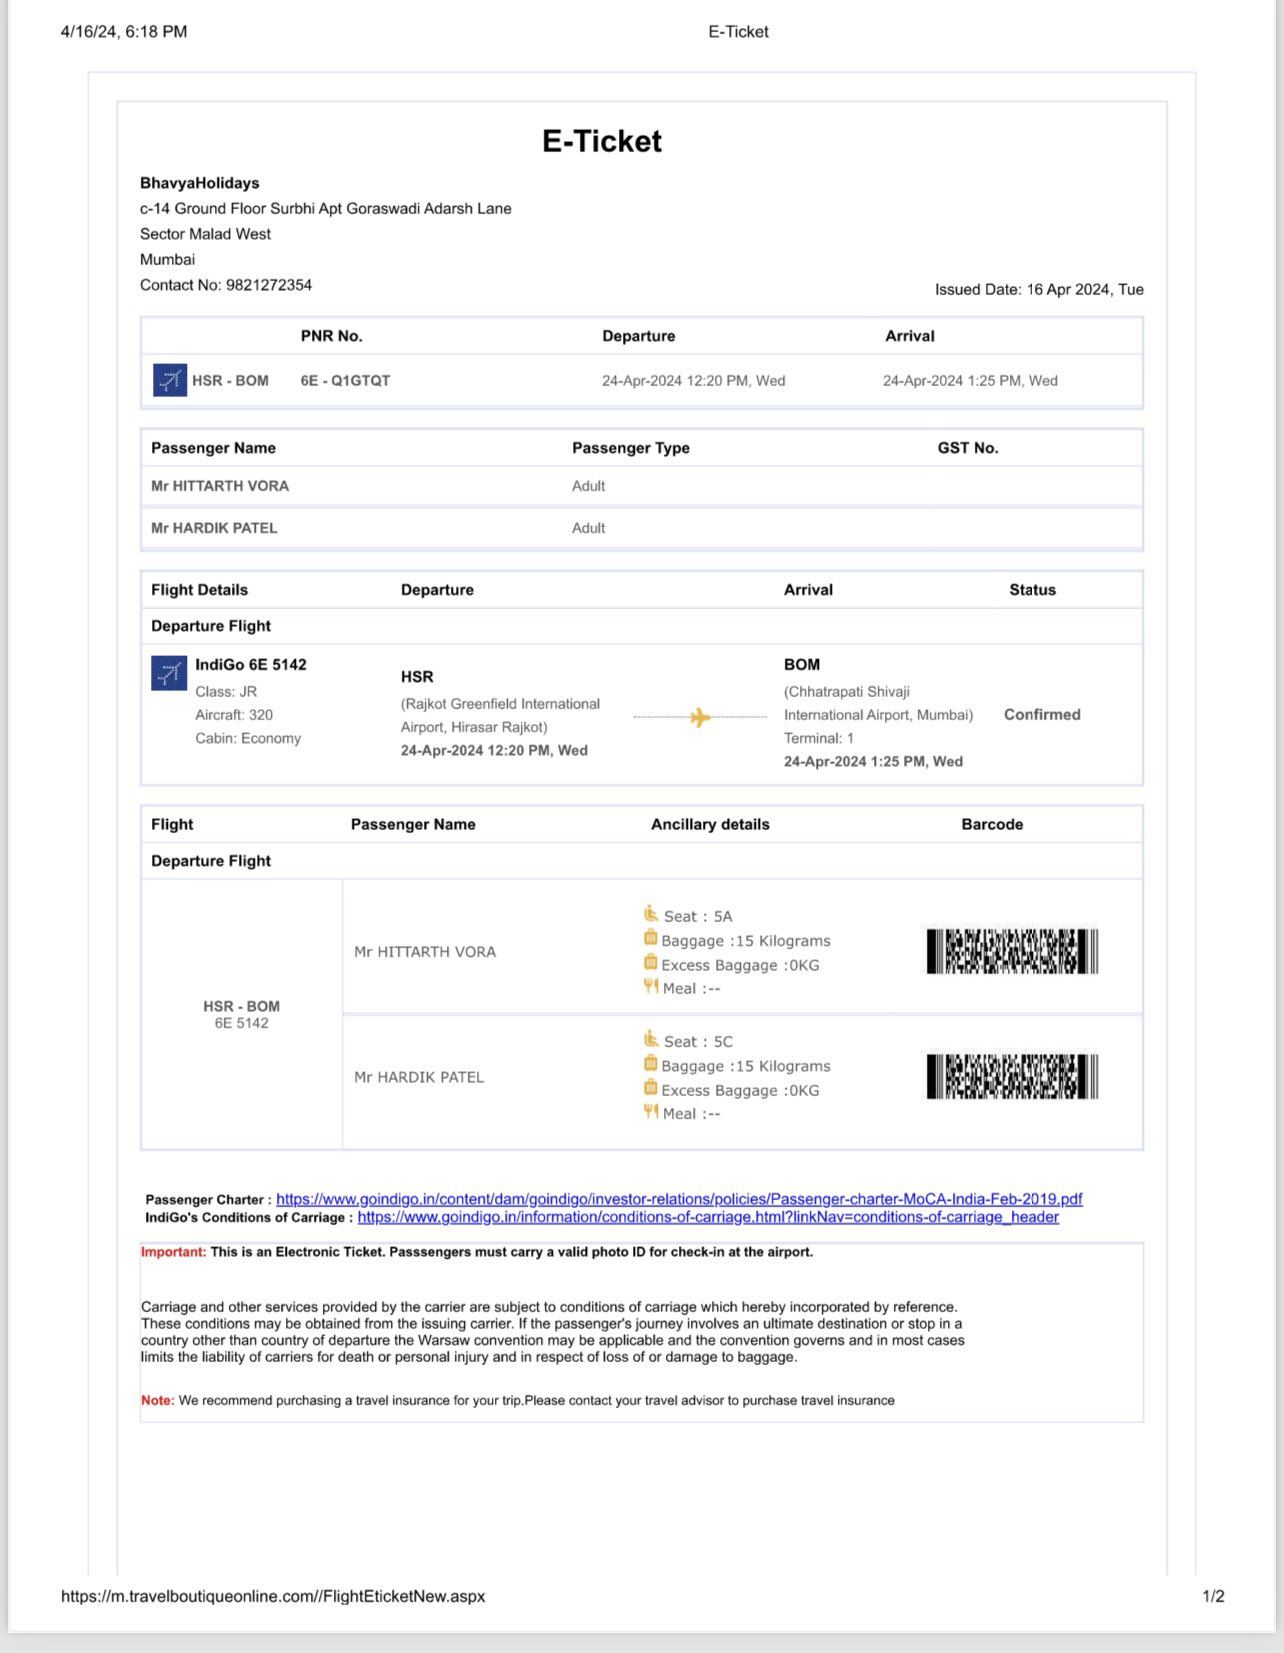 4/16/24, 6:18 PM E-Ticket
E-Ticket
BhavyaHolidays
c-14 Ground Floor Surbhi Apt Goraswadi Adarsh Lane
Sector Malad West
Mumbai
Contact No: 9821272354
Issued Date: 16 Apr 2024, Tue
PNR No. Departure Arrival
HSR - BOM 6E - Q1GTQT 24-Apr-2024 12:20 PM, Wed 24-Apr-2024 1:25 PM, Wed
Passenger Name Passenger Type GST No.
Mr HITTARTH VORA Adult
Mr HARDIK PATEL Adult
Flight Details Departure Arrival Status
Departure Flight
IndiGo 6E 5142
Class: JR
Aircraft: 320
Cabin: Economy
HSR
(Rajkot Greenfield International
Airport, Hirasar Rajkot)
24-Apr-2024 12:20 PM, Wed
BOM
(Chhatrapati Shivaji
International Airport, Mumbai)
Terminal: 1
24-Apr-2024 1:25 PM, Wed
Confirmed
Flight Passenger Name Ancillary details Barcode
Departure Flight
HSR - BOM
6E 5142
Mr HITTARTH VORA
Seat : 5A
Baggage :15 Kilograms
Excess Baggage :0KG
Meal :--
Mr HARDIK PATEL
Seat : 5C
Baggage :15 Kilograms
Excess Baggage :0KG
Meal :--
Passenger Charter : https://www.goindigo.in/content/dam/goindigo/investor-relations/policies/Passenger-charter-MoCA-India-Feb-2019.pdf
IndiGo's Conditions of Carriage : https://www.goindigo.in/information/conditions-of-carriage.html?linkNav=conditions-of-carriage_header
Important: This is an Electronic Ticket. Passsengers must carry a valid photo ID for check-in at the airport.
Carriage and other services provided by the carrier are subject to conditions of carriage which hereby incorporated by reference.
These conditions may be obtained from the issuing carrier. If the passenger's journey involves an ultimate destination or stop in a
country other than country of departure the Warsaw convention may be applicable and the convention governs and in most cases
limits the liability of carriers for death or personal injury and in respect of loss of or damage to baggage.
Note: We recommend purchasing a travel insurance for your trip.Please contact your travel advisor to purchase travel insurance
https://m.travelboutiqueonline.com//FlightEticketNew.aspx 1/2